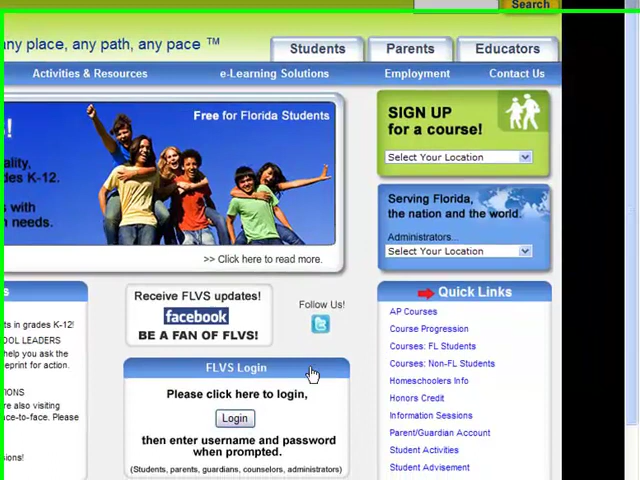 Search
any place, any path, any pace ™
Students
Parents
Educators
Activities & Resources
e-Learning Solutions
Employment
Contact Us
Free for Florida Students
ality,
des K-12.
s with
n needs.
>> Click here to read more.
SIGN UP
for a course!
Select Your Location
Serving Florida,
the nation and the world.
Administrators...
Select Your Location
s
ts in grades K-12!
OOL LEADERS
help you ask the
eprint for action.
TIONS
re also visiting
ace-to-face. Please
ions!
Receive FLVS updates!
facebook
BE A FAN OF FLVS!
Follow Us!
FLVS Login
Please click here to login,
Login
then enter username and password
when prompted.
(Students, parents, guardians, counselors, administrators)
Quick Links
AP Courses
Course Progression
Courses: FL Students
Courses: Non-FL Students
Homeschoolers Info
Honors Credit
Information Sessions
Parent/Guardian Account
Student Activities
Student Advisement